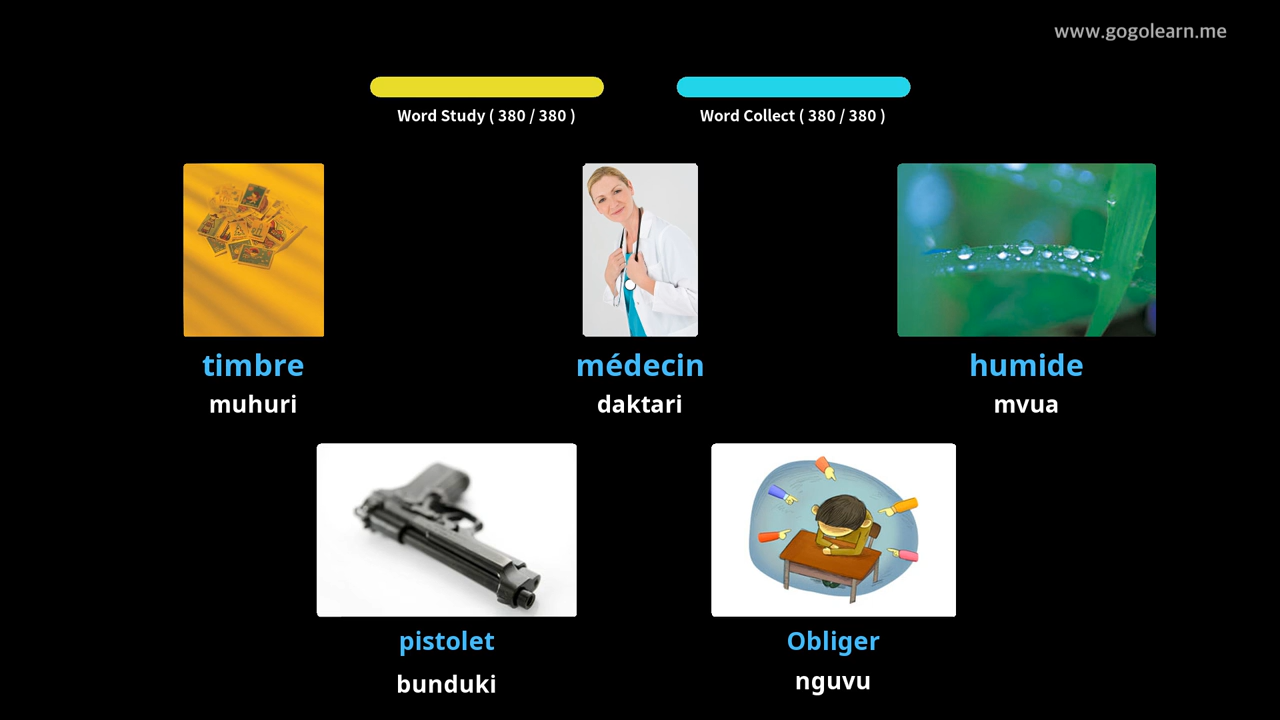 www.gogolearn.me
Word Study ( 380 / 380 )
Word Collect ( 380 / 380 )
timbre
muhuri
médecin
daktari
humide
mvua
pistolet
bunduki
Obliger
nguvu